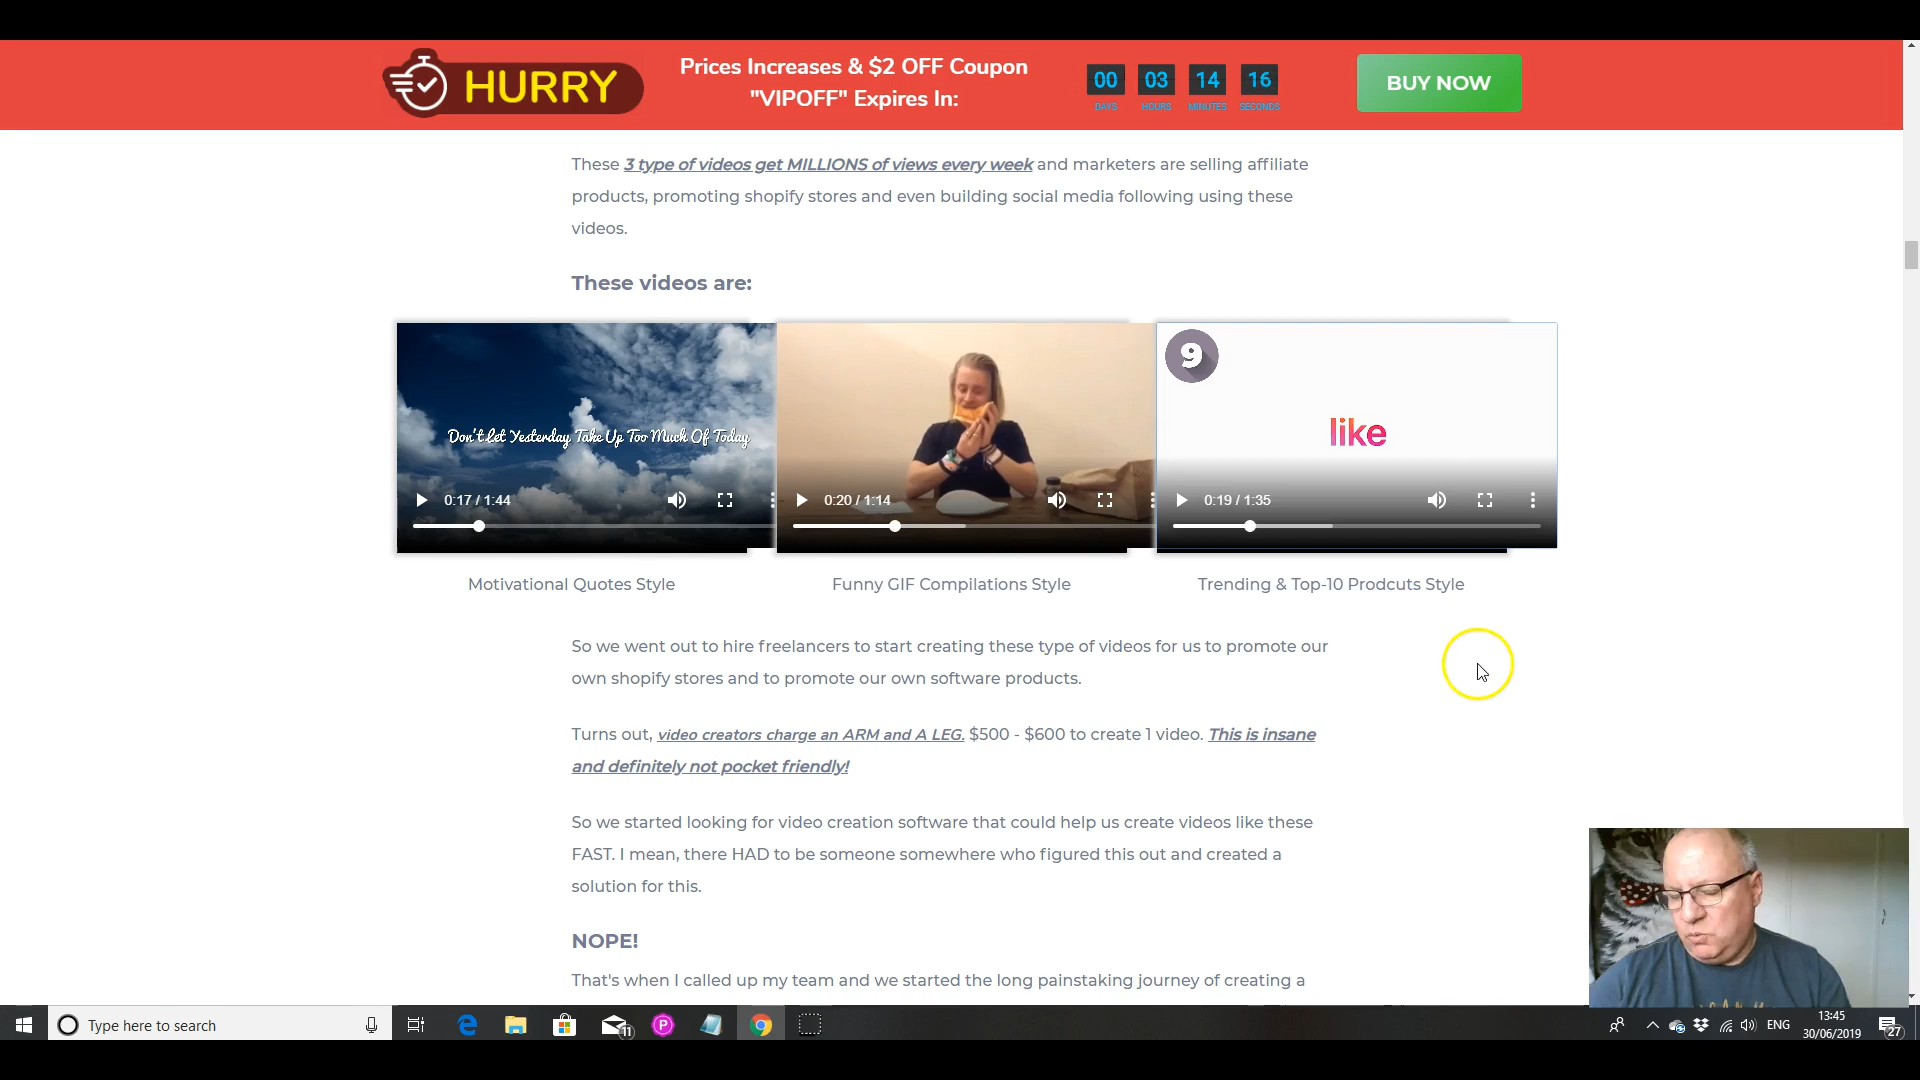 HURRY
Prices Increases & $2 OFF Coupon
"VIPOFF" Expires In:
00
03
14
16
DAYS
HOURS
MINUTES
SECONDS
BUY NOW
These 3 type of videos get MILLIONS of views every week and marketers are selling affiliate
products, promoting shopify stores and even building social media following using these
videos.
These videos are:
Don't Let Yesterday Take Up Too Much Of Today
0:17 / 1:44
0:20 / 1:14
9
like
0:19 / 1:35
Motivational Quotes Style
Funny GIF Compilations Style
Trending & Top-10 Prodcuts Style
So we went out to hire freelancers to start creating these type of videos for us to promote our
own shopify stores and to promote our own software products.
Turns out, video creators charge an ARM and A LEG. $500 - $600 to create 1 video. This is insane
and definitely not pocket friendly!
So we started looking for video creation software that could help us create videos like these
FAST. I mean, there HAD to be someone somewhere who figured this out and created a
solution for this.
NOPE!
That's when I called up my team and we started the long painstaking journey of creating a
Type here to search
11
P
ENG
13:45
30/06/2019
27